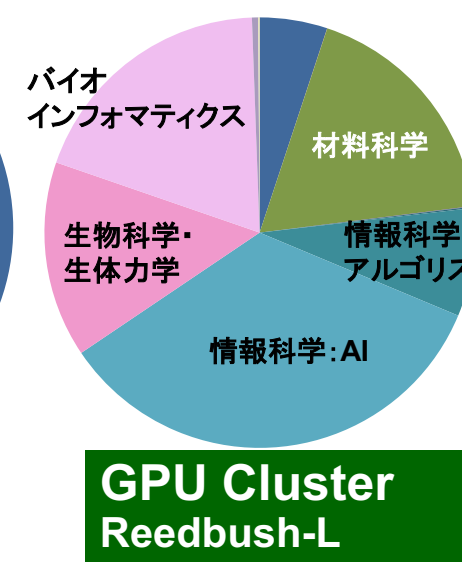 バイオ
インフォマティクス
材料科学
生物科学・
生体力学
情報科学
アルゴリズ
情報科学：AI
GPU Cluster
Reedbush-L